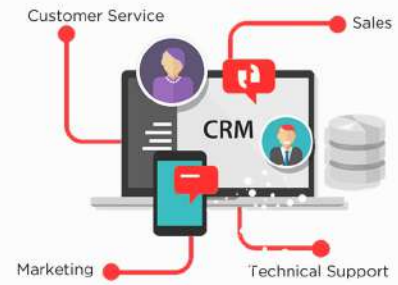 Customer Service
Sales
CRM
Marketing
Technical Support